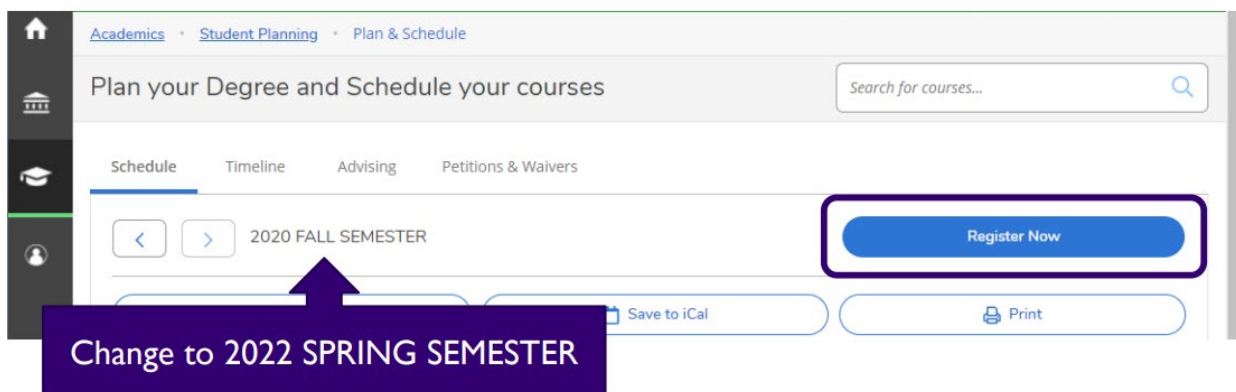 Academics · Student Planning · Plan & Schedule
Plan your Degree and Schedule your courses
Search for courses...
Schedule Timeline Advising Petitions & Waivers
2020 FALL SEMESTER
Register Now
Save to iCal
Print
Change to 2022 SPRING SEMESTER